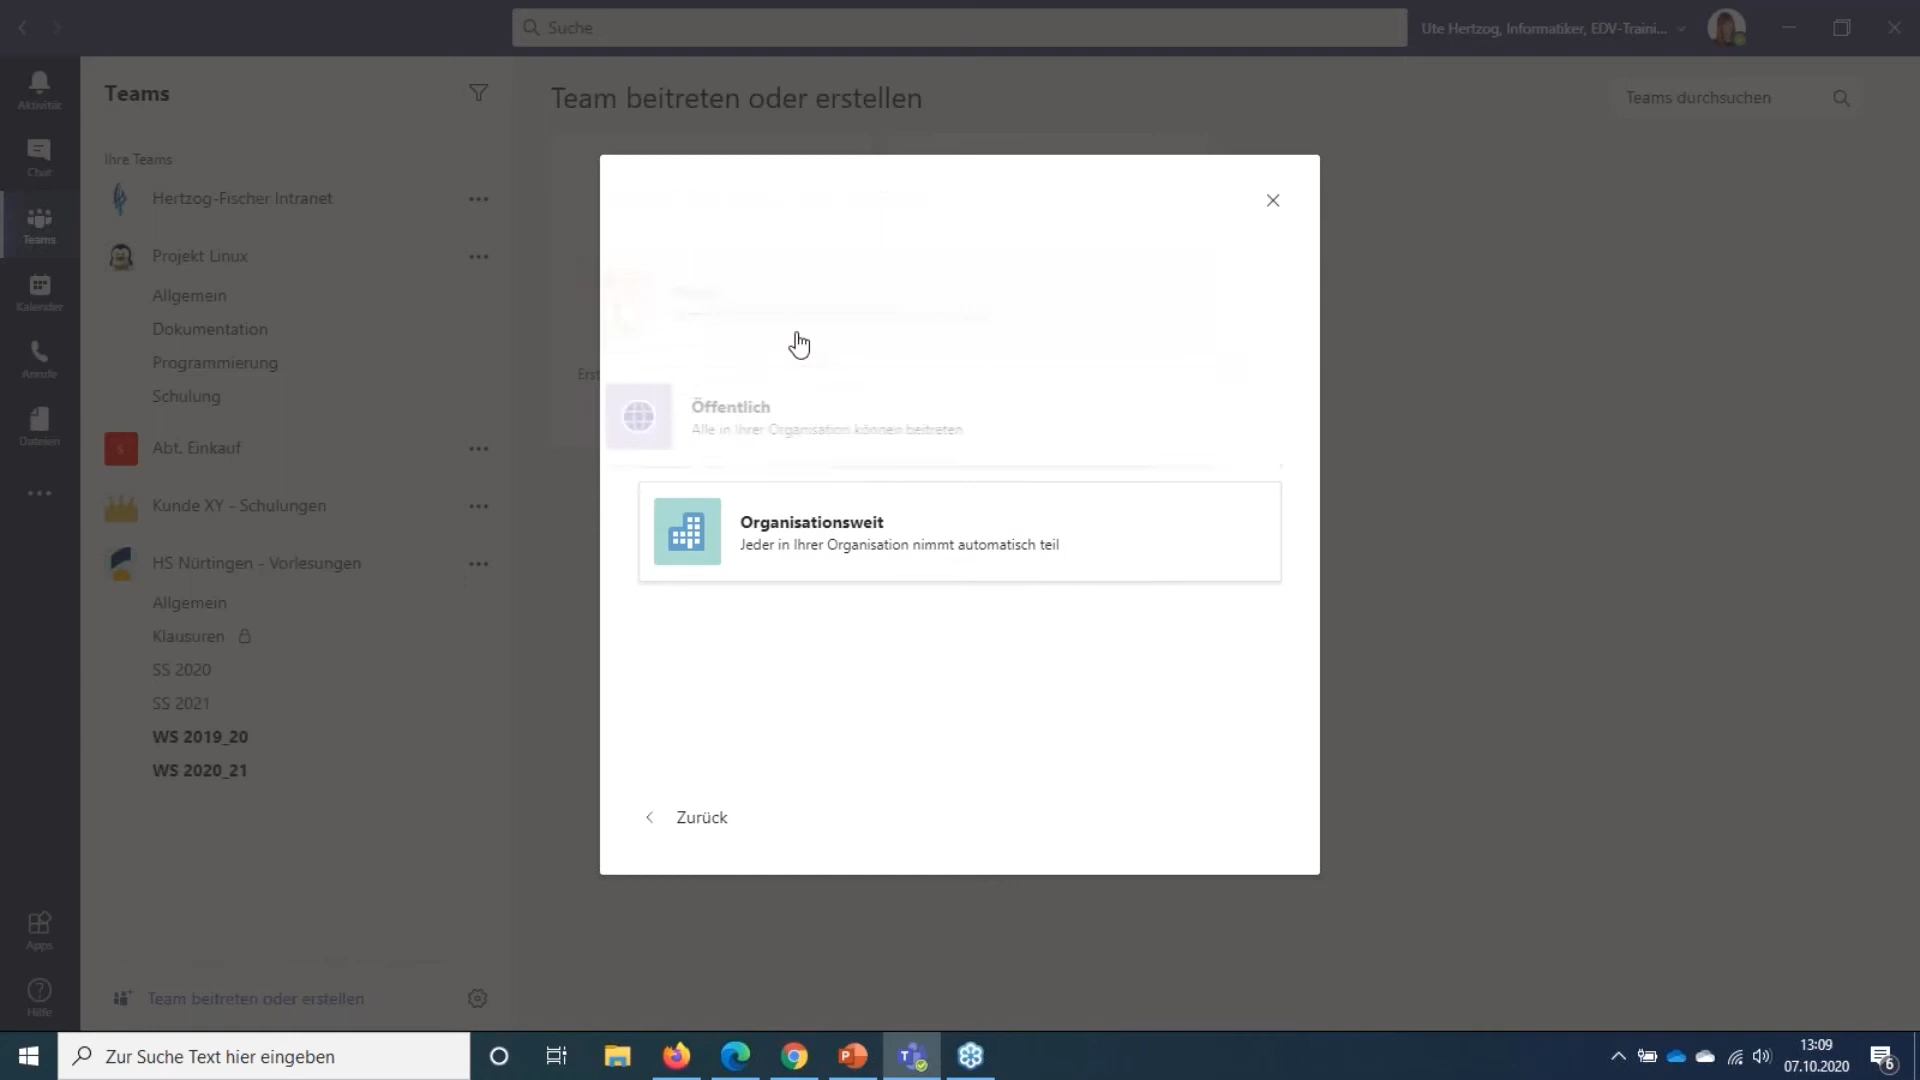 Suche
Ute Hertzog, Informatiker, EDV-Traini...
Aktivität
Chat
Teams
Kalender
Anrufe
Dateien
Apps
Hilfe
Teams
Ihre Teams
Hertzog-Fischer Intranet
Projekt Linux
Allgemein
Dokumentation
Programmierung
Schulung
Abt. Einkauf
Kunde XY - Schulungen
HS Nürtingen - Vorlesungen
Allgemein
Klausuren
SS 2020
SS 2021
WS 2019_20
WS 2020_21
Team beitreten oder erstellen
Team beitreten oder erstellen
Teams durchsuchen
Erst
Öffentlich
Alle in Ihrer Organisation können beitreten
Organisationsweit
Jeder in Ihrer Organisation nimmt automatisch teil
Zurück
Zur Suche Text hier eingeben
13:09
07.10.2020
6